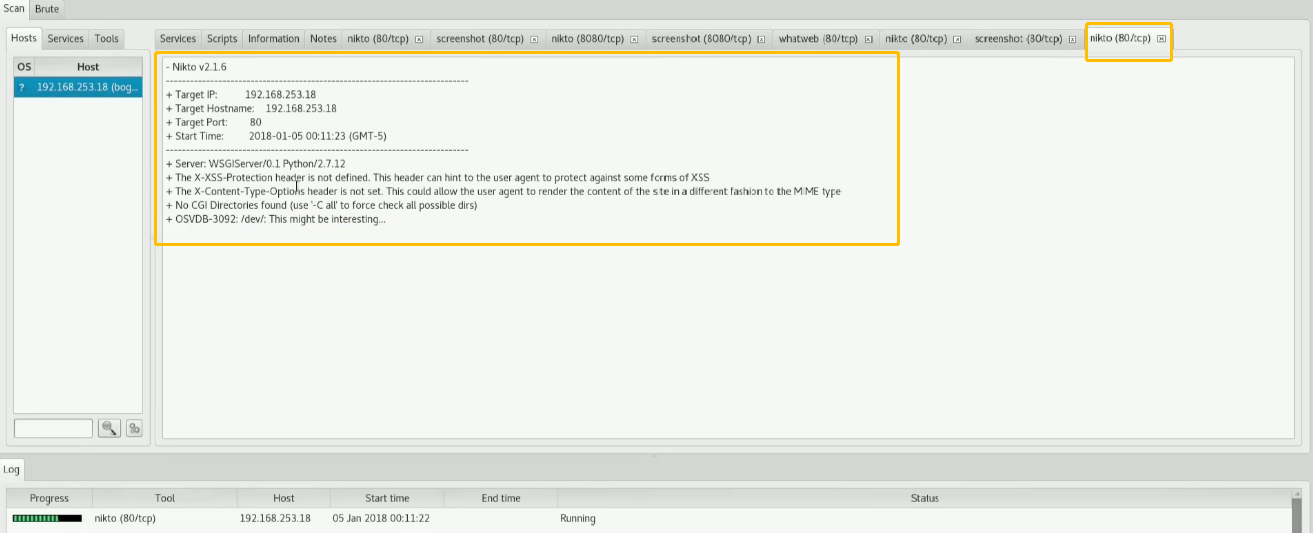 Scan Brute
Hosts Services Tools
Services Scripts Information Notes nikto (80/tcp) screenshot (80/tcp) nikto (8080/tcp) screenshot (8080/tcp) whatweb (80/tcp) nikto (80/tcp) screenshot (80/tcp) nikto (80/tcp)
OS Host
? 192.168.253.18 (bog...
- Nikto v2.1.6
---------------------------------------------------------------------------
+ Target IP: 192.168.253.18
+ Target Hostname: 192.168.253.18
+ Target Port: 80
+ Start Time: 2018-01-05 00:11:23 (GMT-5)
---------------------------------------------------------------------------
+ Server: WSGIServer/0.1 Python/2.7.12
+ The X-XSS-Protection header is not defined. This header can hint to the user agent to protect against some forms of XSS
+ The X-Content-Type-Options header is not set. This could allow the user agent to render the content of the site in a different fashion to the MIME type
+ No CGI Directories found (use '-C all' to force check all possible dirs)
+ OSVDB-3092: /dev/: This might be interesting...
Log
Progress Tool Host Start time End time Status
nikto (80/tcp) 192.168.253.18 05 Jan 2018 00:11:22 Running